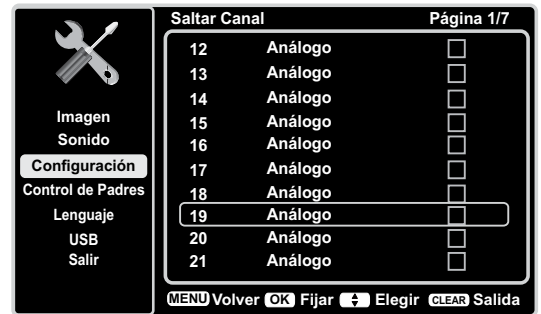 Saltar Canal Página 1/7
12 Análogo
13 Análogo
14 Análogo
15 Análogo
16 Análogo
17 Análogo
18 Análogo
19 Análogo
20 Análogo
21 Análogo
Imagen
Sonido
Configuración
Control de Padres
Lenguaje
USB
Salir
MENU Volver OK Fijar Elegir CLEAR Salida